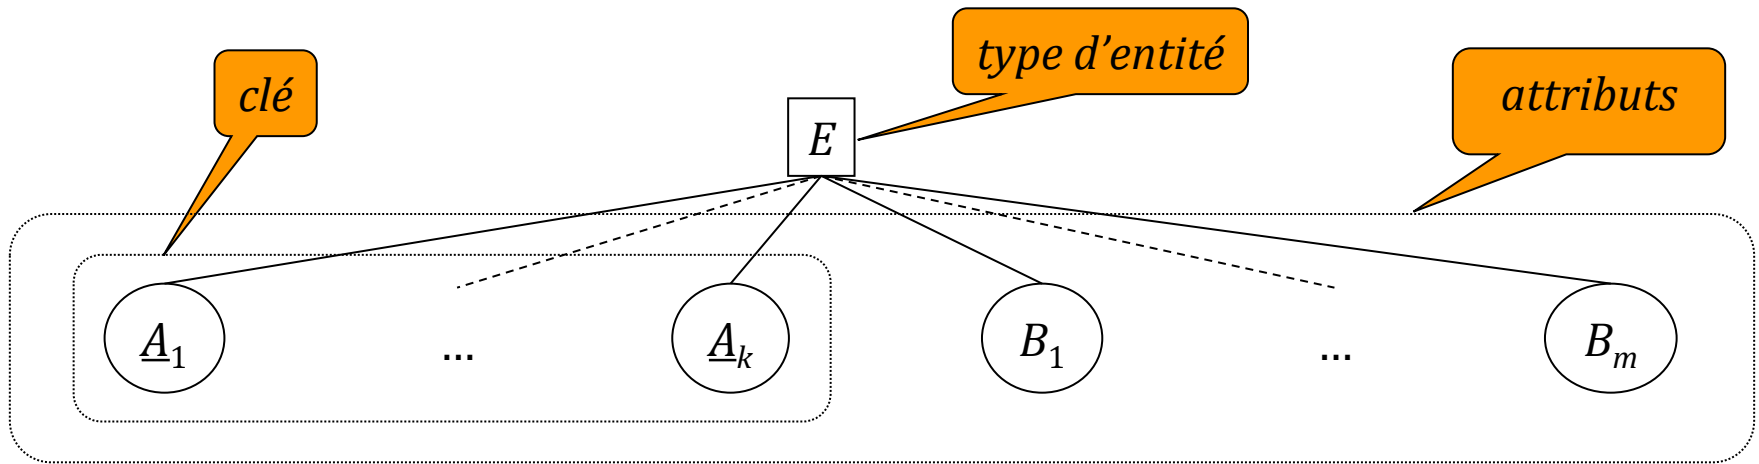 type d’entité
clé
attributs
E
A₁ ... Aₖ B₁ ... Bₘ